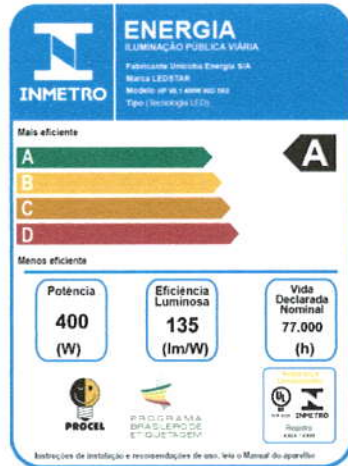 INMETRO
ENERGIA
ILUMINAÇÃO PÚBLICA VIÁRIA
Fabricante Unicoba Energia S/A
Marca LEDSTAR
Modelo
Tipo (Tecnologia LED)
Mais eficiente
A
A
B
C
D
Menos eficiente
Potência
400
(W)
Eficiência
Luminosa
135
(lm/W)
Vida
Declarada
Nominal
77.000
(h)
PROCEL
PROGRAMA
BRASILEIRO DE
ETIQUETAGEM
UL
INMETRO
Registro
Instruções de instalação e recomendações de uso, leia o Manual do aparelho